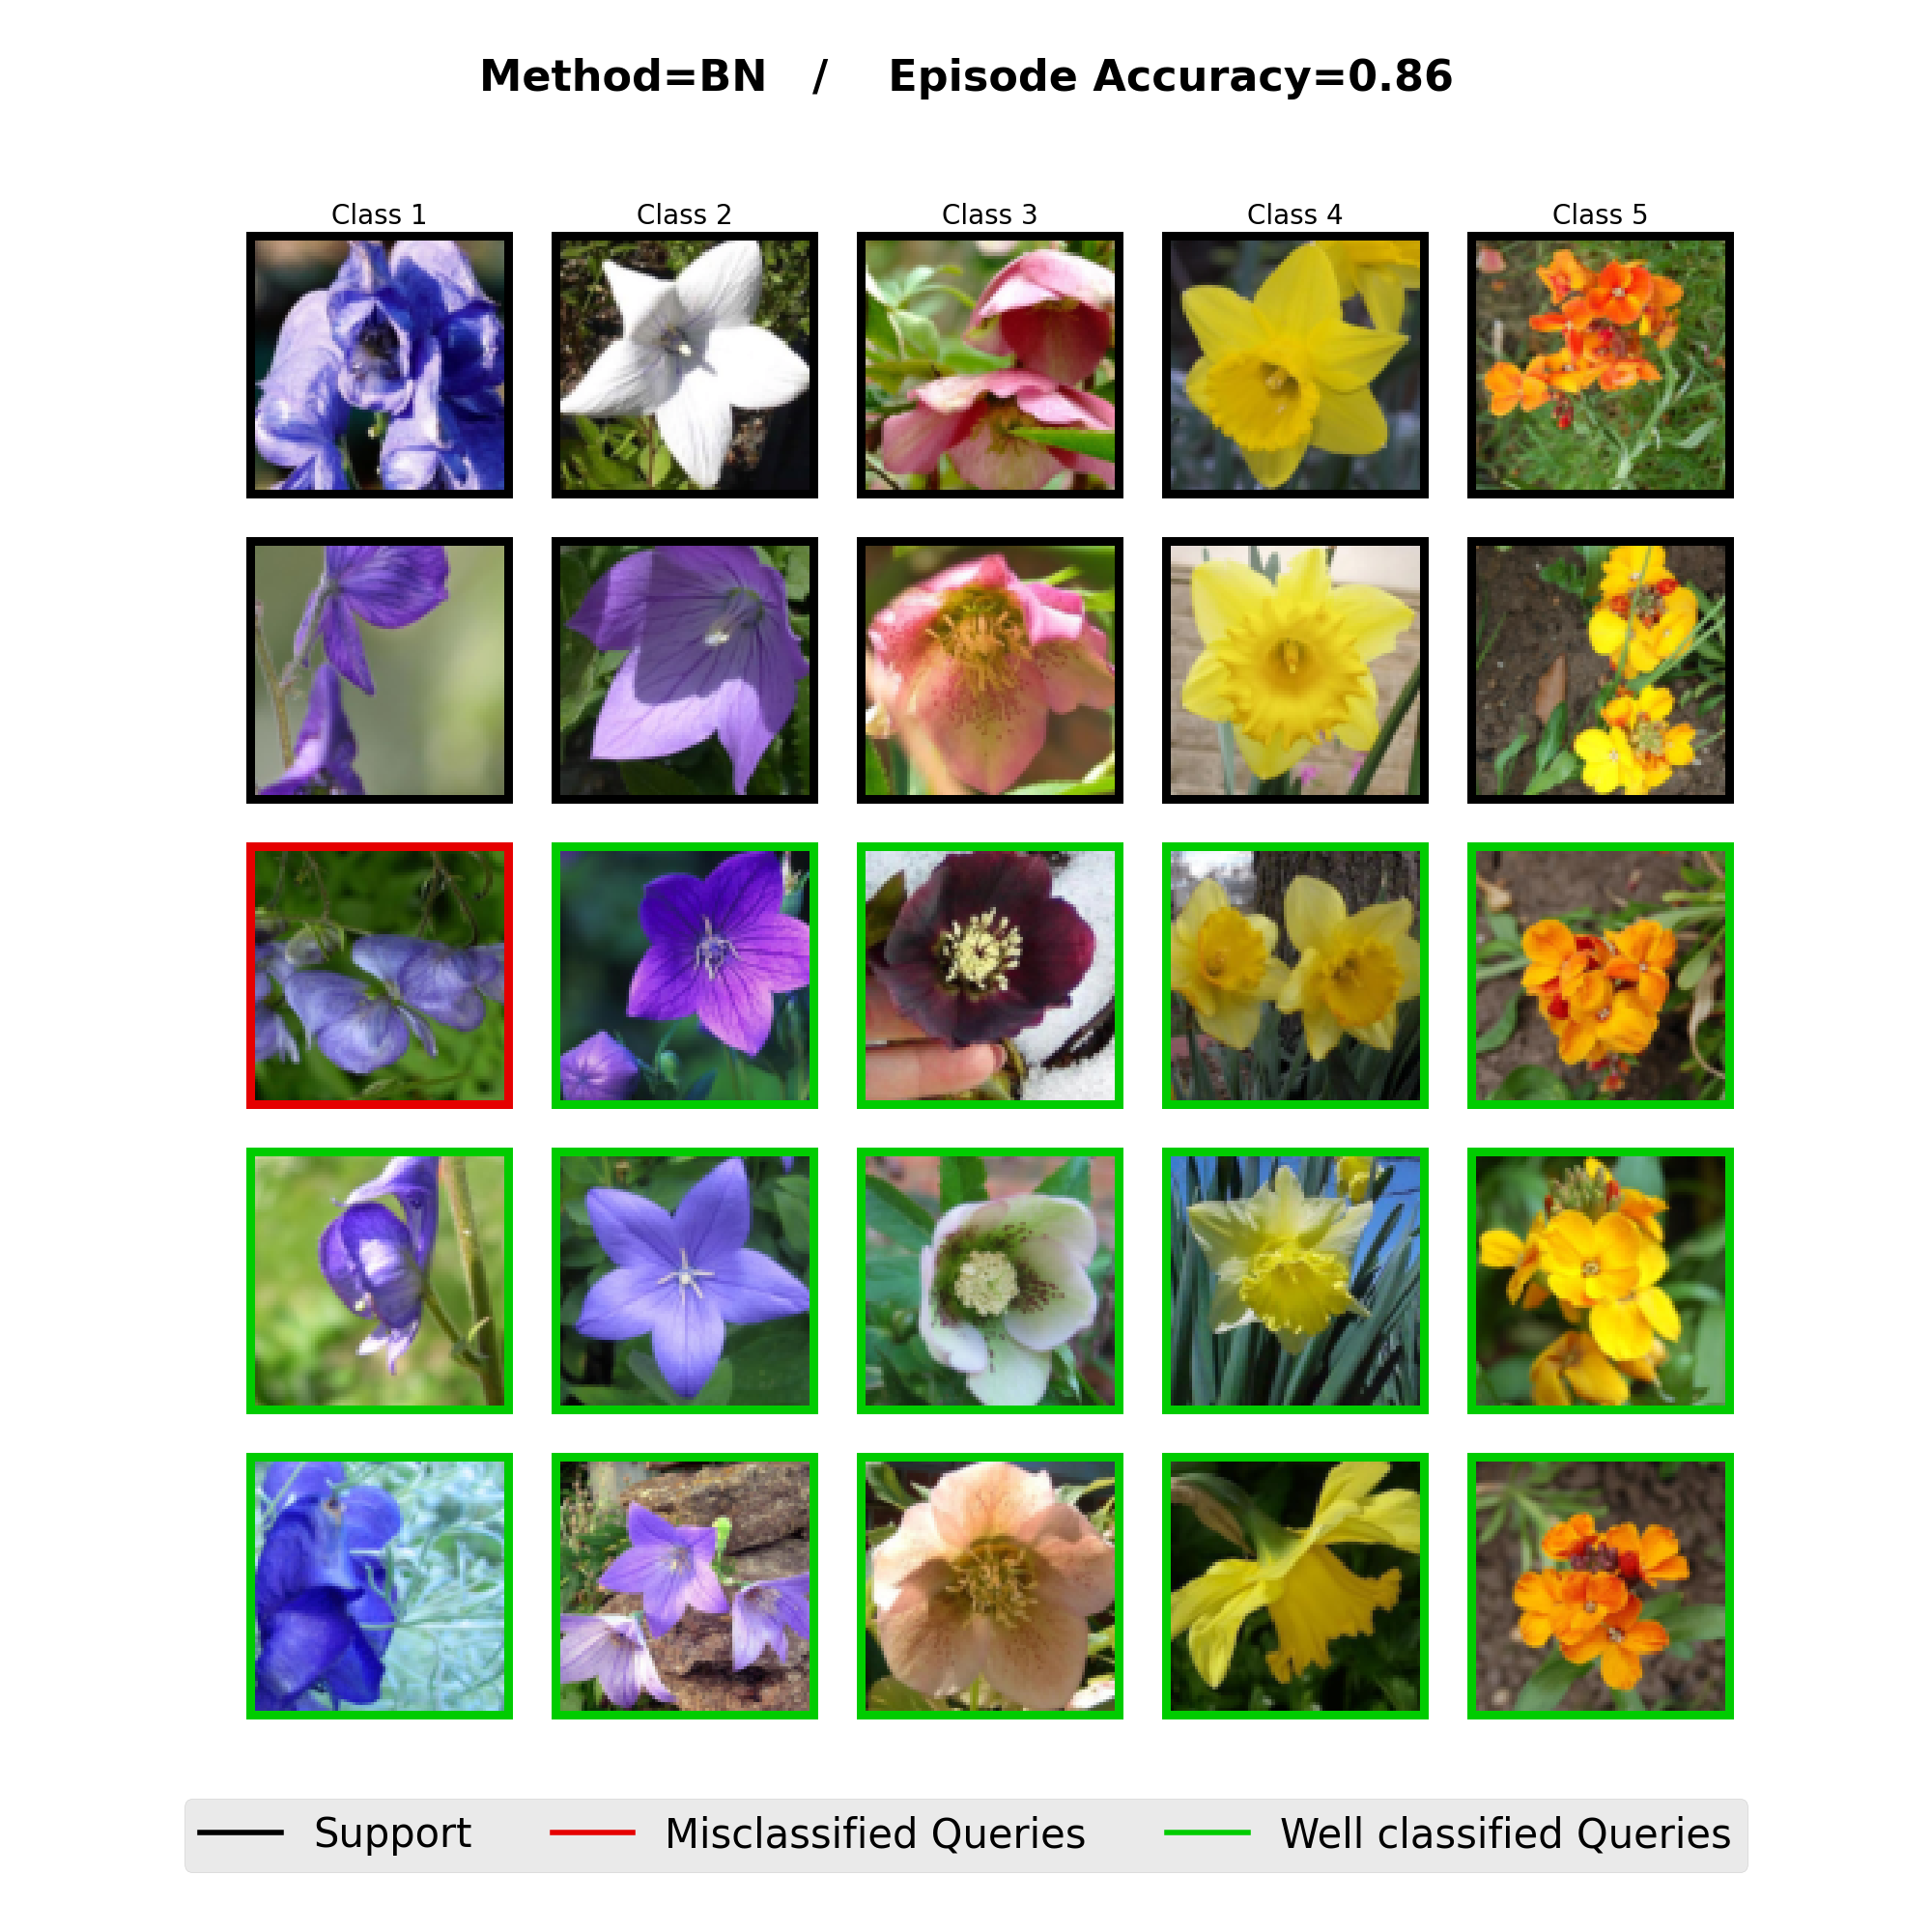 Method=BN / Episode Accuracy=0.86
Class 1 Class 2 Class 3 Class 4 Class 5
Support Misclassified Queries Well classified Queries